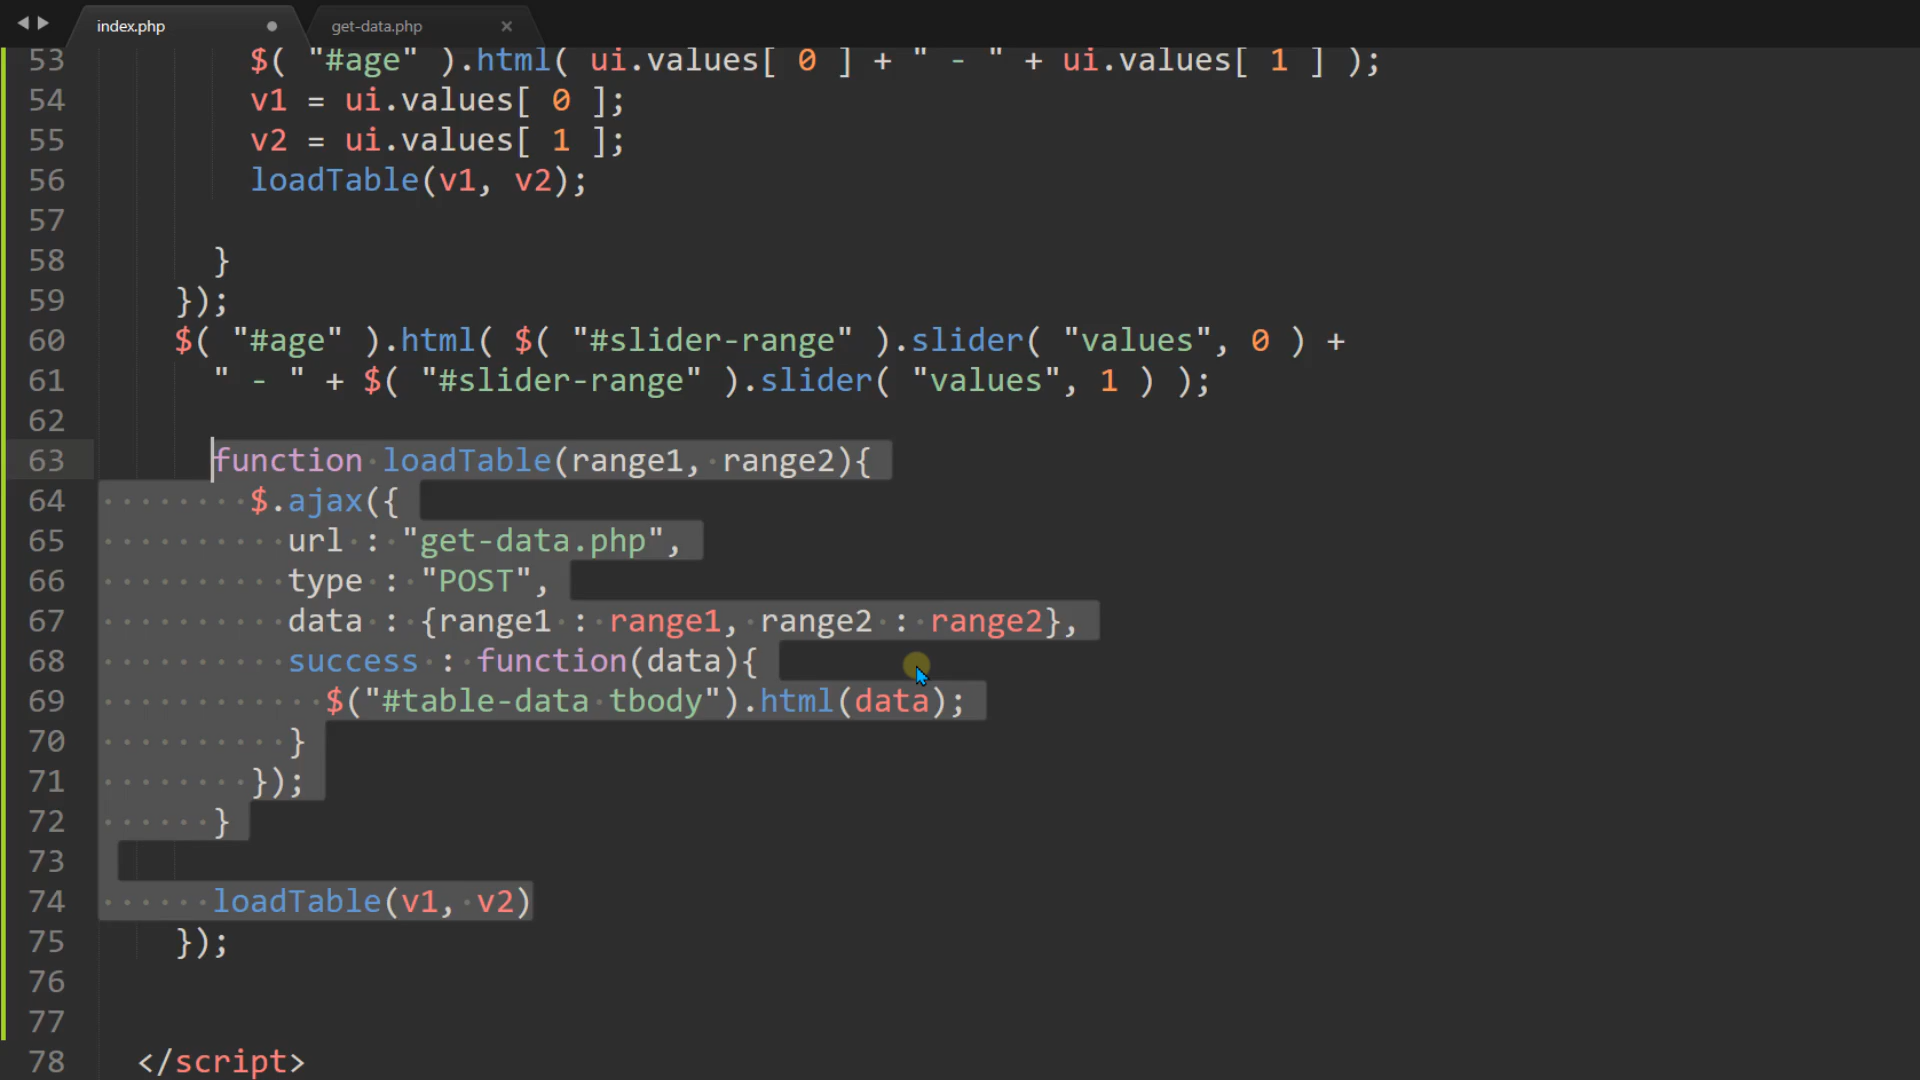 index.php
get-data.php
53 $( "#age" ).html( ui.values[ 0 ] + " - " + ui.values[ 1 ] );
54 v1 = ui.values[ 0 ];
55 v2 = ui.values[ 1 ];
56 loadTable(v1, v2);
57
58 }
59 });
60 $( "#age" ).html( $( "#slider-range" ).slider( "values", 0 ) +
61 " - " + $( "#slider-range" ).slider( "values", 1 ) );
62
63 function loadTable(range1, range2){
64 $.ajax({
65 url : "get-data.php",
66 type : "POST",
67 data : {range1 : range1, range2 : range2},
68 success : function(data){
69 $("#table-data tbody").html(data);
70 }
71 });
72 }
73
74 loadTable(v1, v2)
75 });
76
77
78 </script>